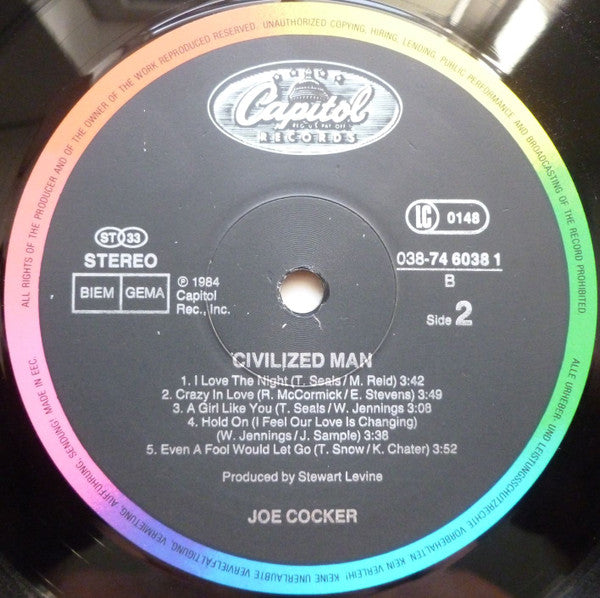 ALL RIGHTS OF THE PRODUCER AND OF THE OWNER OF THE WORK REPRODUCED RESERVED. UNAUTHORIZED COPYING, HIRING, LENDING, PUBLIC PERFORMANCE AND BROADCASTING OF THE RECORD PROHIBITED.
Capitol
REG. U.S. PAT. OFF.
RECORDS
ST 33
STEREO
BIEM GEMA
℗ 1984
Capitol
Rec., Inc.
LC 0148
038-74 6038 1
B
Side 2
CIVILIZED MAN
1. I Love The Night (T. Seals/M. Reid) 3:42
2. Crazy In Love (R. McCormick/E. Stevens) 3:49
3. A Girl Like You (T. Seals/W. Jennings) 3:08
4. Hold On (I Feel Our Love Is Changing)
(W. Jennings/J. Sample) 3:38
5. Even A Fool Would Let Go (T. Snow/K. Chater) 3:52
Produced by Stewart Levine
JOE COCKER
ALLE URHEBER- UND LEISTUNGSSCHUTZRECHTE VORBEHALTEN. KEIN VERLEIH! KEINE UNERLAUBTE VERVIELFÄLTIGUNG, VERMIETUNG, AUFFÜHRUNG, SENDUNG! MADE IN EEC.